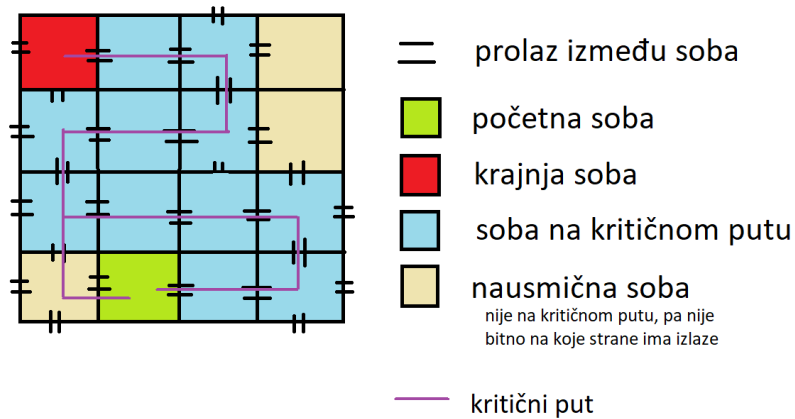 prolaz između soba
početna soba
krajnja soba
soba na kritičnom putu
nausmična soba
nije na kritičnom putu, pa nije
bitno na koje strane ima izlaze
kritični put